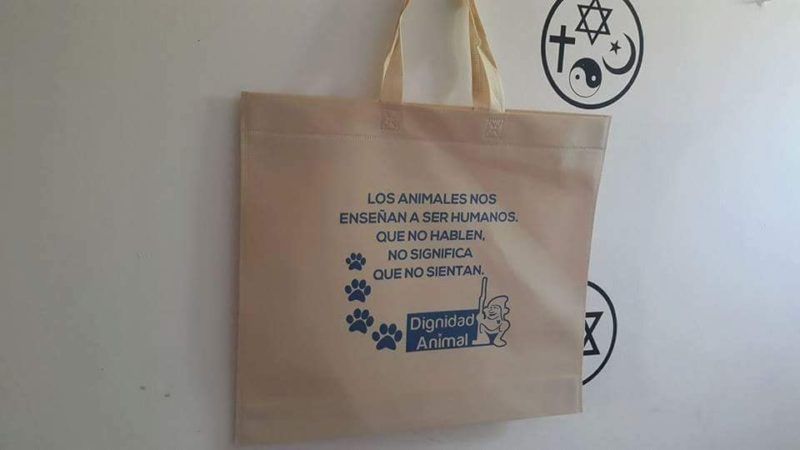 LOS ANIMALES NOS
ENSEÑAN A SER HUMANOS.
QUE NO HABLEN,
NO SIGNIFICA
QUE NO SIENTAN.
Dignidad
Animal